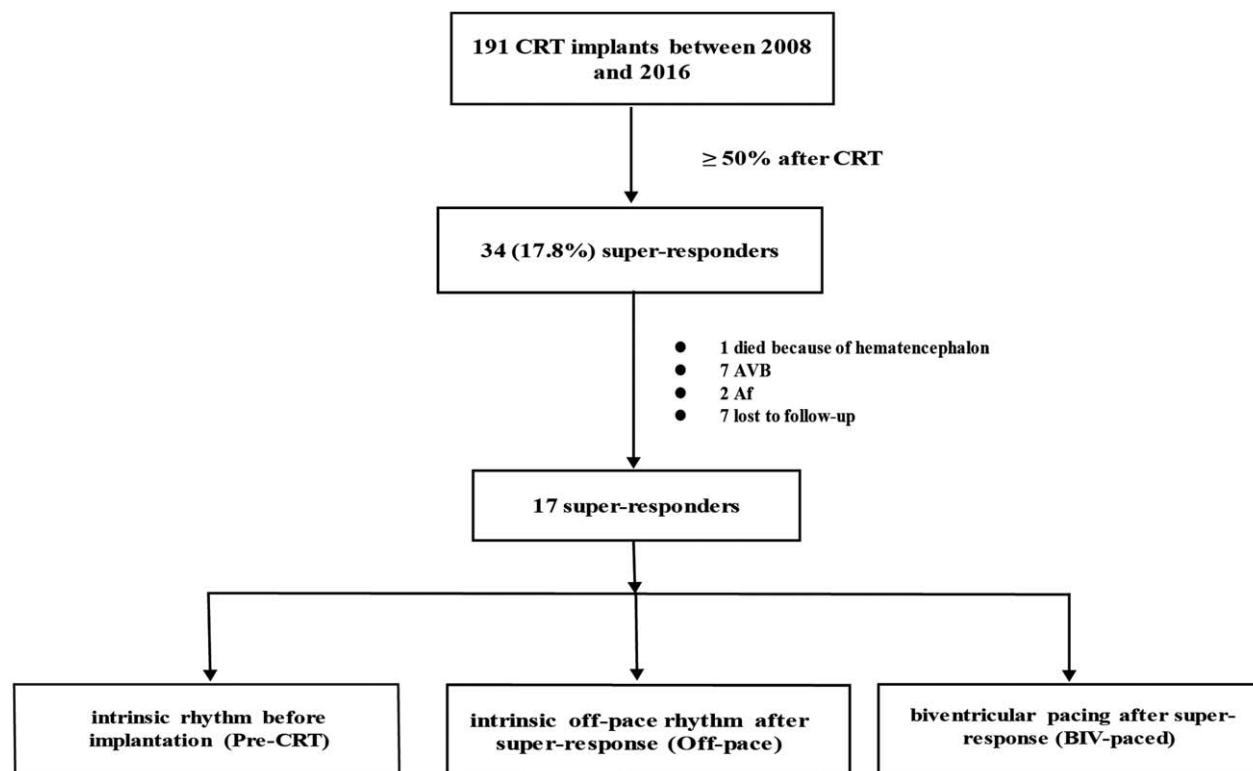 191 CRT implants between 2008
and 2016
≥ 50% after CRT
34 (17.8%) super-responders
● 1 died because of hematencephalon
● 7 AVB
● 2 Af
● 7 lost to follow-up
17 super-responders
intrinsic rhythm before
implantation (Pre-CRT)
intrinsic off-pace rhythm after
super-response (Off-pace)
biventricular pacing after super-
response (BIV-paced)